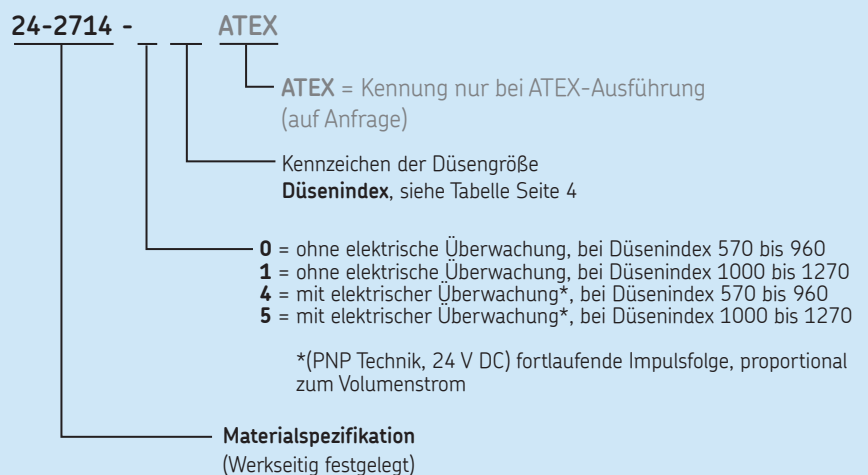 24-2714 - _ _ ATEX
ATEX = Kennung nur bei ATEX-Ausführung
(auf Anfrage)
Kennzeichen der Düsengröße
Düsenindex, siehe Tabelle Seite 4
0 = ohne elektrische Überwachung, bei Düsenindex 570 bis 960
1 = ohne elektrische Überwachung, bei Düsenindex 1000 bis 1270
4 = mit elektrischer Überwachung*, bei Düsenindex 570 bis 960
5 = mit elektrischer Überwachung*, bei Düsenindex 1000 bis 1270
*(PNP Technik, 24 V DC) fortlaufende Impulsfolge, proportional
zum Volumenstrom
Materialspezifikation
(Werkseitig festgelegt)